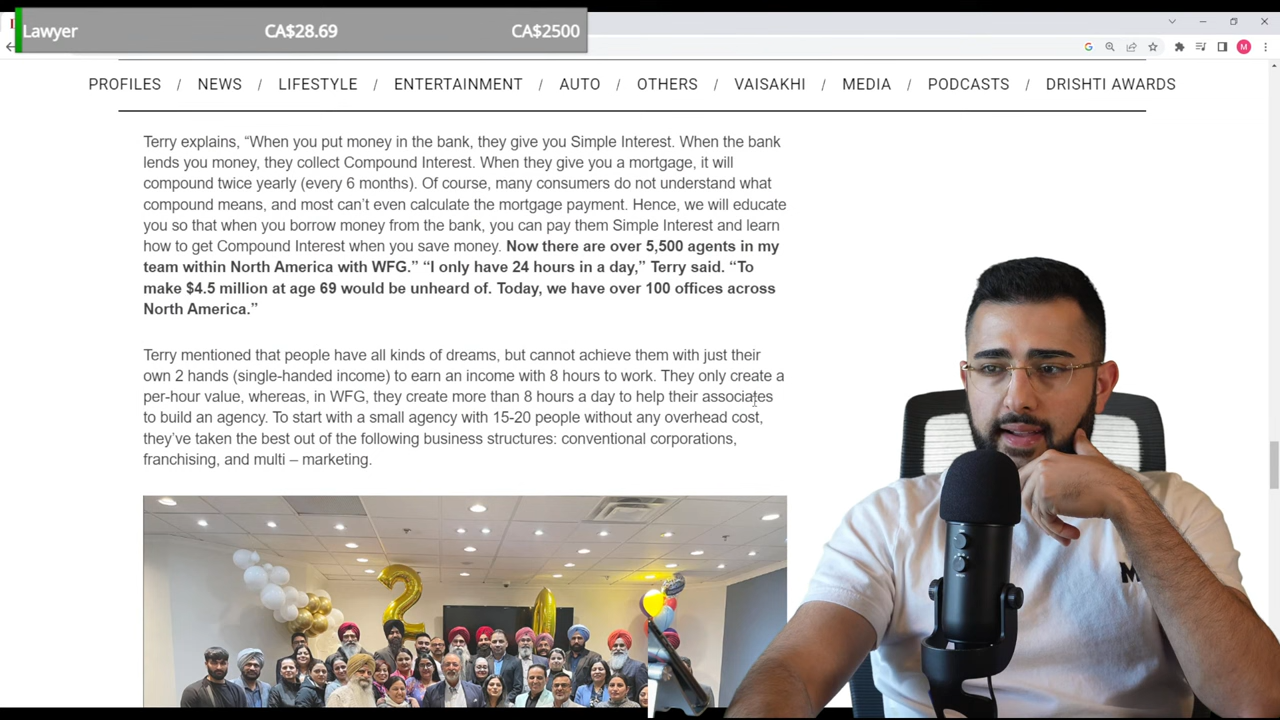 Lawyer CA$28.69 CA$2500
PROFILES / NEWS / LIFESTYLE / ENTERTAINMENT / AUTO / OTHERS / VAISAKHI / MEDIA / PODCASTS / DRISHTI AWARDS
Terry explains, “When you put money in the bank, they give you Simple Interest. When the bank
lends you money, they collect Compound Interest. When they give you a mortgage, it will
compound twice yearly (every 6 months). Of course, many consumers do not understand what
compound means, and most can’t even calculate the mortgage payment. Hence, we will educate
you so that when you borrow money from the bank, you can pay them Simple Interest and learn
how to get Compound Interest when you save money. Now there are over 5,500 agents in my
team within North America with WFG.” “I only have 24 hours in a day,” Terry said. “To
make $4.5 million at age 69 would be unheard of. Today, we have over 100 offices across
North America.”
Terry mentioned that people have all kinds of dreams, but cannot achieve them with just their
own 2 hands (single-handed income) to earn an income with 8 hours to work. They only create a
per-hour value, whereas, in WFG, they create more than 8 hours a day to help their associates
to build an agency. To start with a small agency with 15-20 people without any overhead cost,
they’ve taken the best out of the following business structures: conventional corporations,
franchising, and multi – marketing.
2